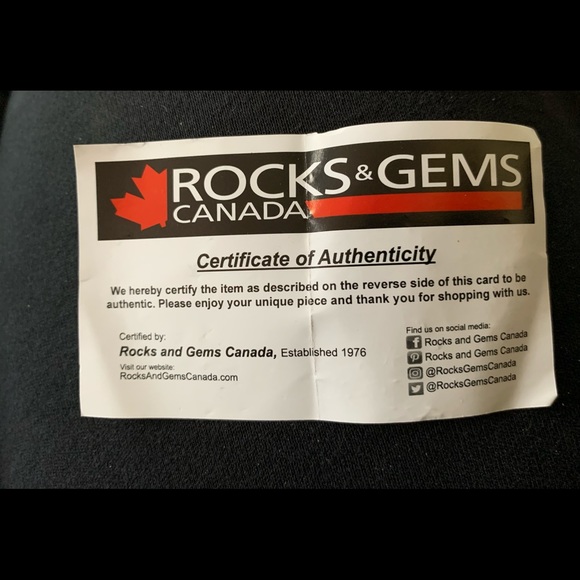 ROCKS & GEMS
CANADA
Certificate of Authenticity
We hereby certify the item as described on the reverse side of this card to be
authentic. Please enjoy your unique piece and thank you for shopping with us.
Certified by:
Rocks and Gems Canada, Established 1976
Visit our website:
RocksAndGemsCanada.com
Find us on social media:
Rocks and Gems Canada
Rocks and Gems Canada
@RocksGemsCanada
@RocksGemsCanada